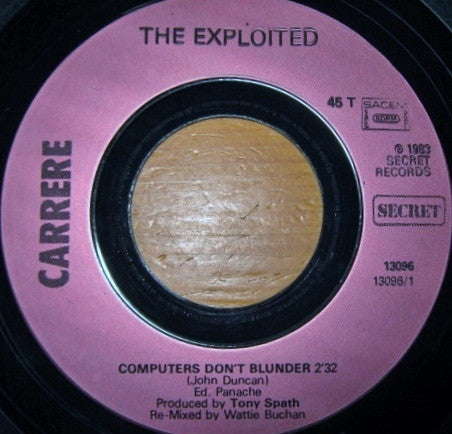 THE EXPLOITED
CARRERE
45 T
SACEM
SDRM
℗ 1983
SECRET
RECORDS
SECRET
13096
13096/1
COMPUTERS DON'T BLUNDER 2'32
(John Duncan)
Ed. Panache
Produced by Tony Spath
Re-Mixed by Wattie Buchan